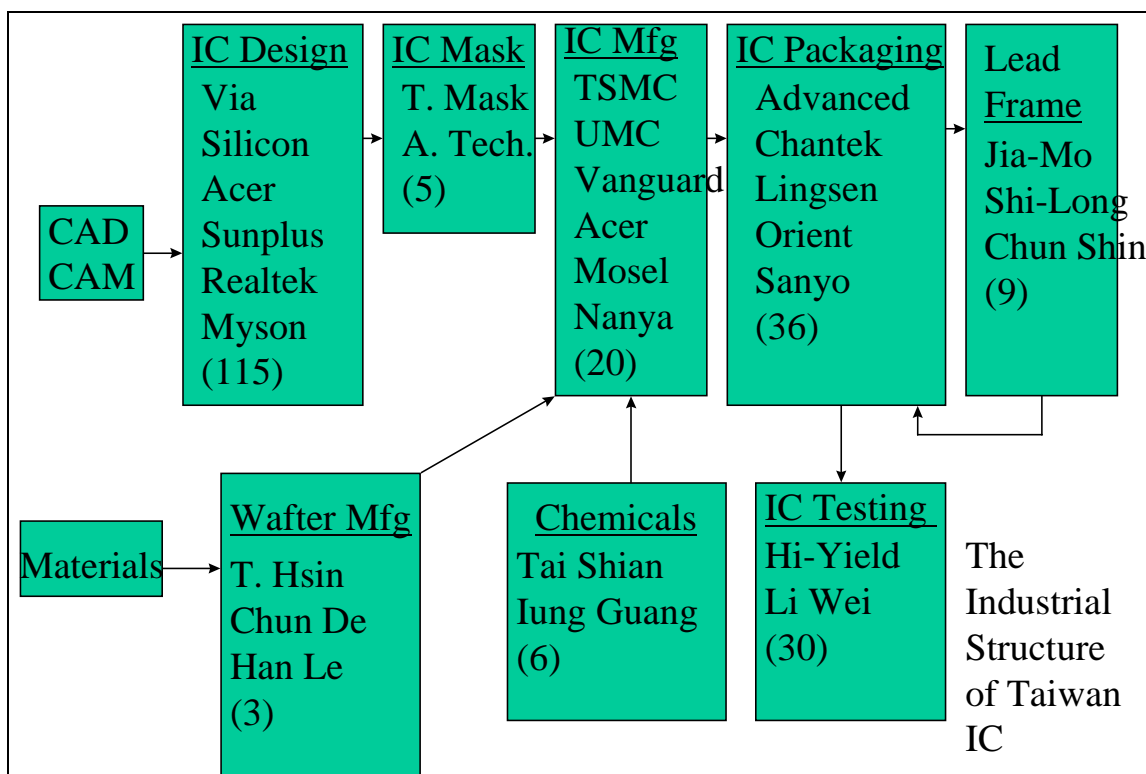 IC Design
Via
Silicon
Acer
Sunplus
Realtek
Myson
(115)
IC Mask
T. Mask
A. Tech.
(5)
IC Mfg
TSMC
UMC
Vanguard
Acer
Mosel
Nanya
(20)
IC Packaging
Advanced
Chantek
Lingsen
Orient
Sanyo
(36)
Lead
Frame
Jia-Mo
Shi-Long
Chun Shin
(9)
CAD
CAM
Materials
Wafter Mfg
T. Hsin
Chun De
Han Le
(3)
Chemicals
Tai Shian
Iung Guang
(6)
IC Testing
Hi-Yield
Li Wei
(30)
The
Industrial
Structure
of Taiwan
IC